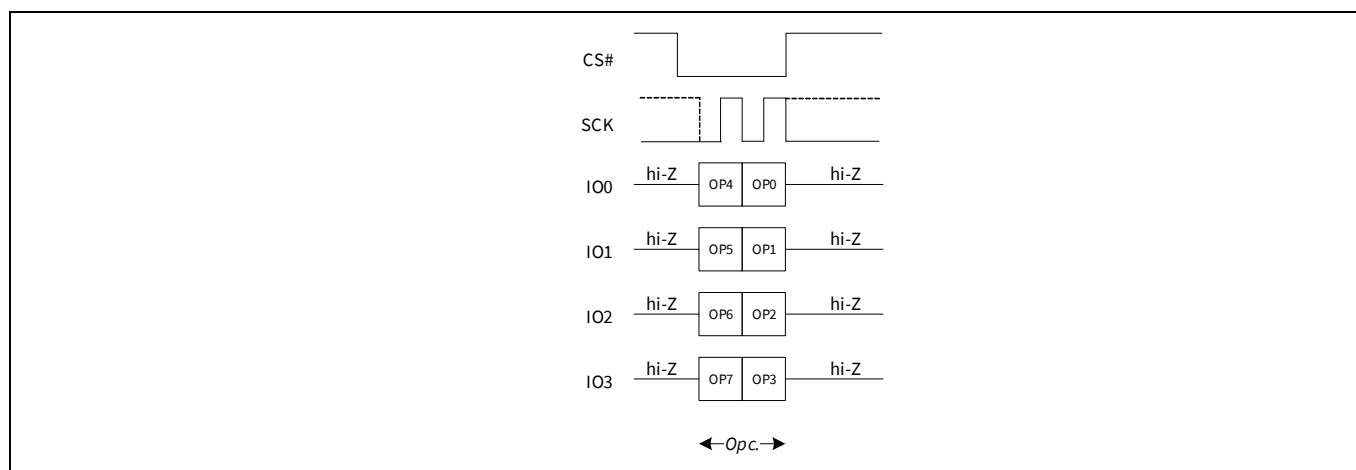 CS#
SCK
IO0 hi-Z OP4 OP0 hi-Z
IO1 hi-Z OP5 OP1 hi-Z
IO2 hi-Z OP6 OP2 hi-Z
IO3 hi-Z OP7 OP3 hi-Z
Opc.